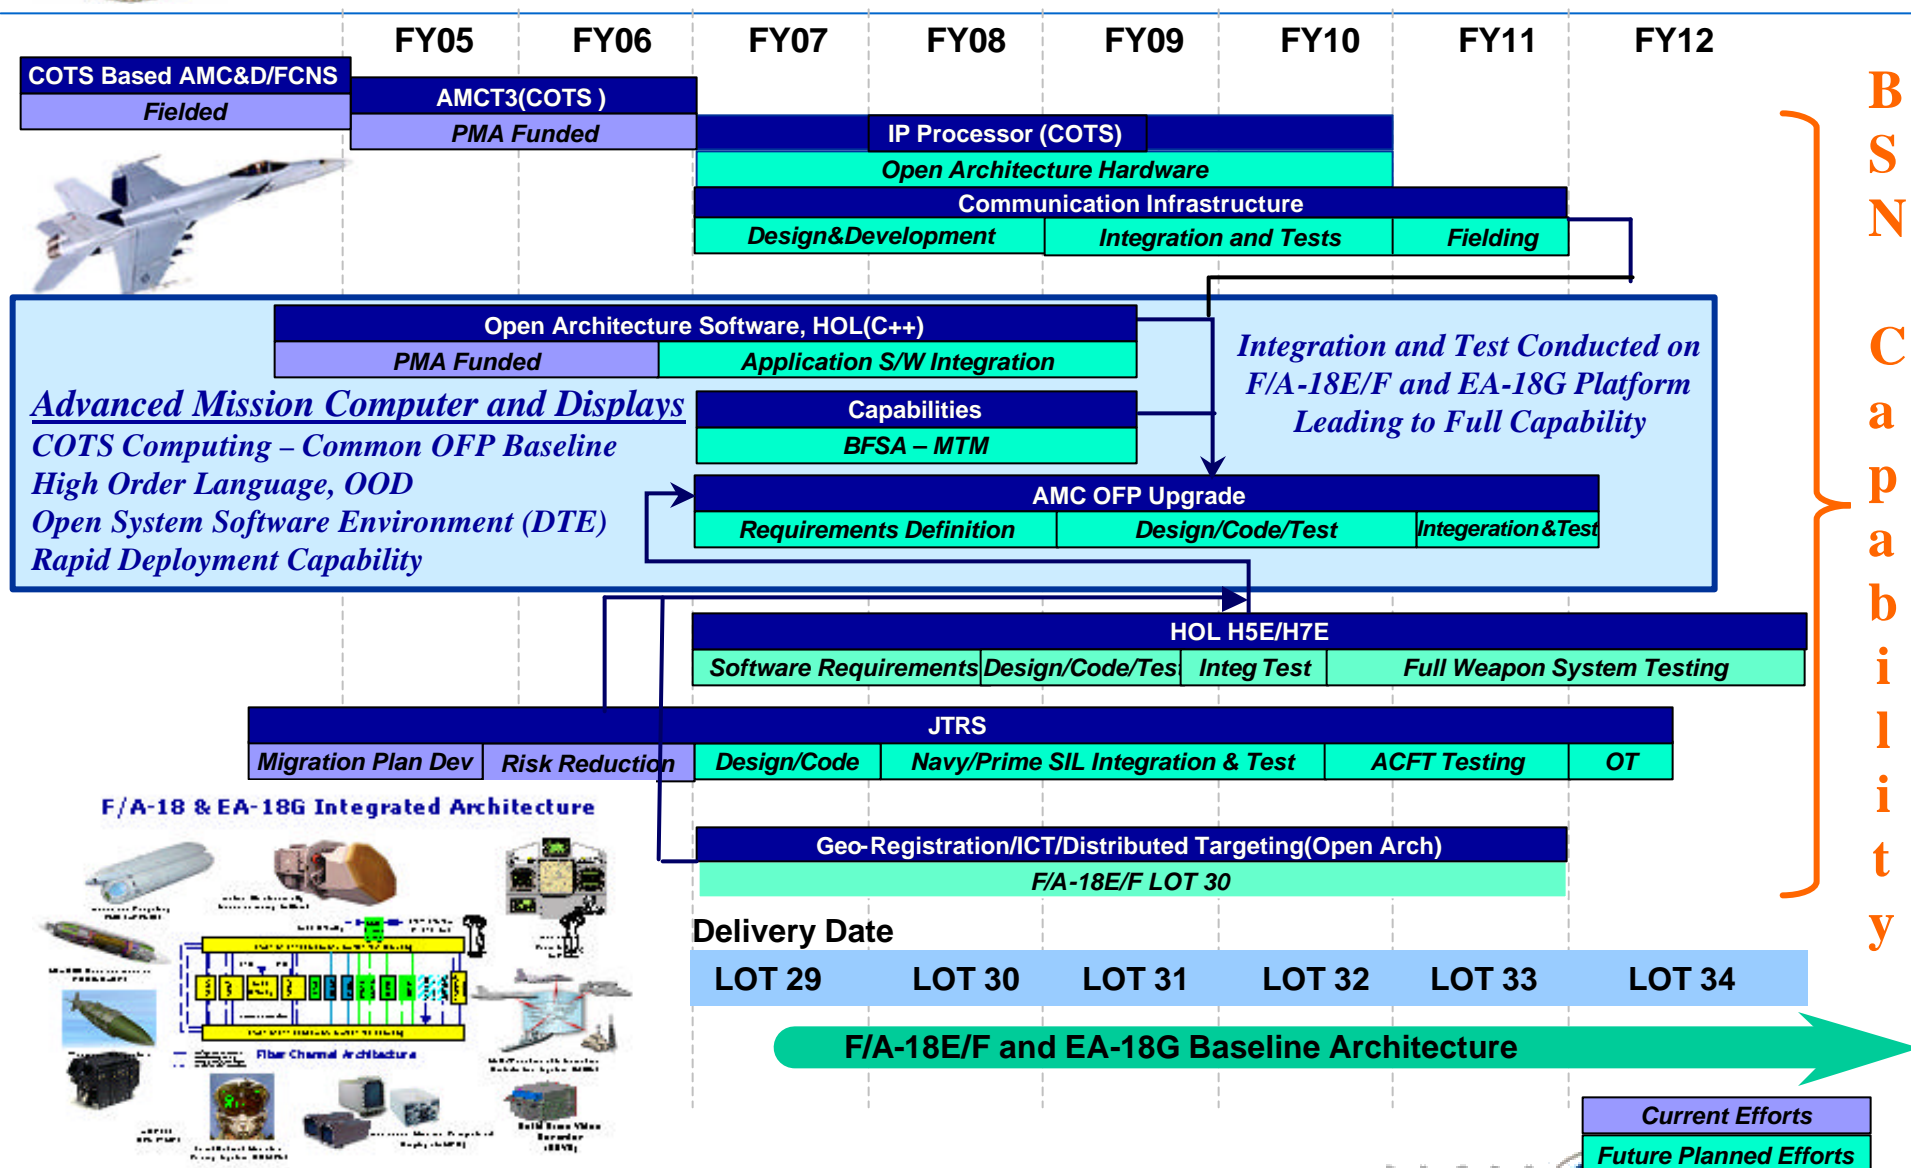 FY05 FY06 FY07 FY08 FY09 FY10 FY11 FY12
COTS Based AMC&D/FCNS
Fielded
AMCT3(COTS )
PMA Funded
IP Processor (COTS)
Open Architecture Hardware
Communication Infrastructure
Design&Development Integration and Tests Fielding
Open Architecture Software, HOL(C++)
PMA Funded Application S/W Integration
Integration and Test Conducted on
F/A-18E/F and EA-18G Platform
Leading to Full Capability
Capabilities
BFSA – MTM
Advanced Mission Computer and Displays
COTS Computing – Common OFP Baseline
High Order Language, OOD
Open System Software Environment (DTE)
Rapid Deployment Capability
AMC OFP Upgrade
Requirements Definition Design/Code/Test Integeration &Test
HOL H5E/H7E
Software Requirements Design/Code/Tes Integ Test Full Weapon System Testing
JTRS
Migration Plan Dev Risk Reduction Design/Code Navy/Prime SIL Integration & Test ACFT Testing OT
F/A-18 & EA-18G Integrated Architecture
Fiber Channel Architecture
Solid State Video
Geo-Registration/ICT/Distributed Targeting(Open Arch)
F/A-18E/F LOT 30
Delivery Date
LOT 29 LOT 30 LOT 31 LOT 32 LOT 33 LOT 34
F/A-18E/F and EA-18G Baseline Architecture
BSN Capability
Current Efforts
Future Planned Efforts